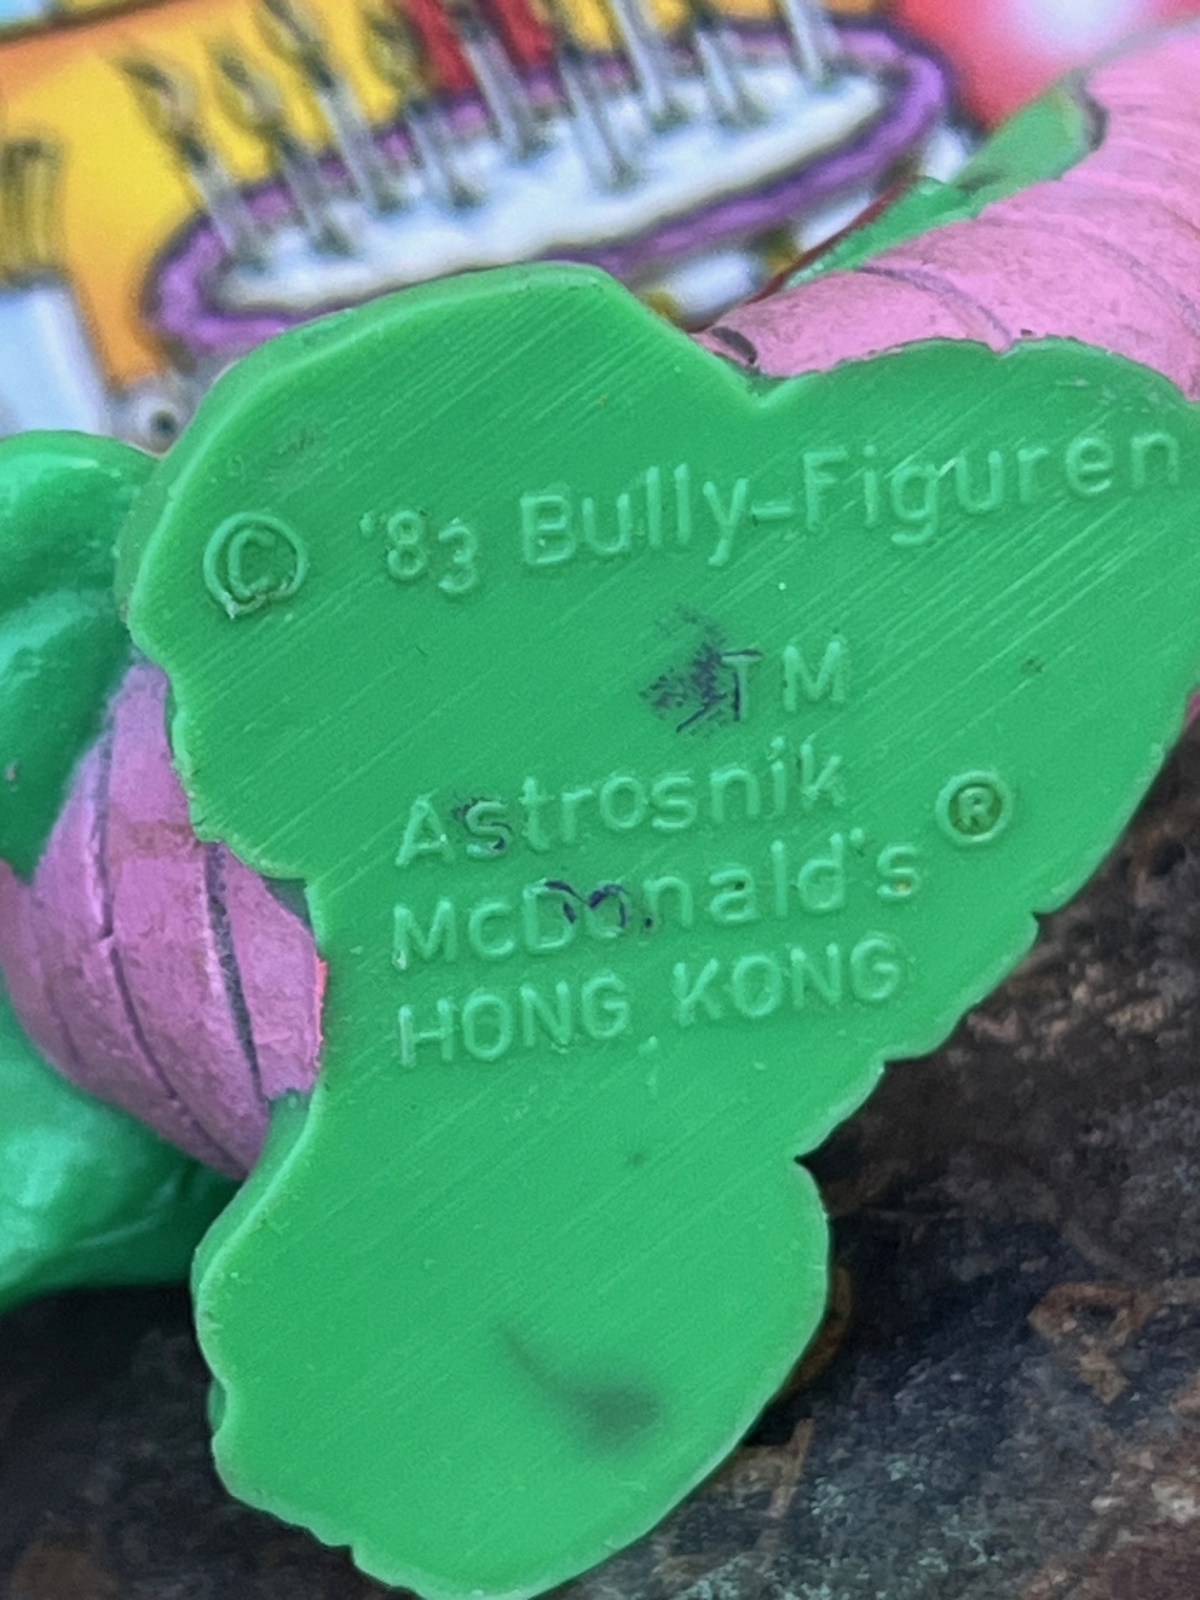 © '83 Bully-Figuren
TM
Astrosnik
McDonald's ®
HONG KONG